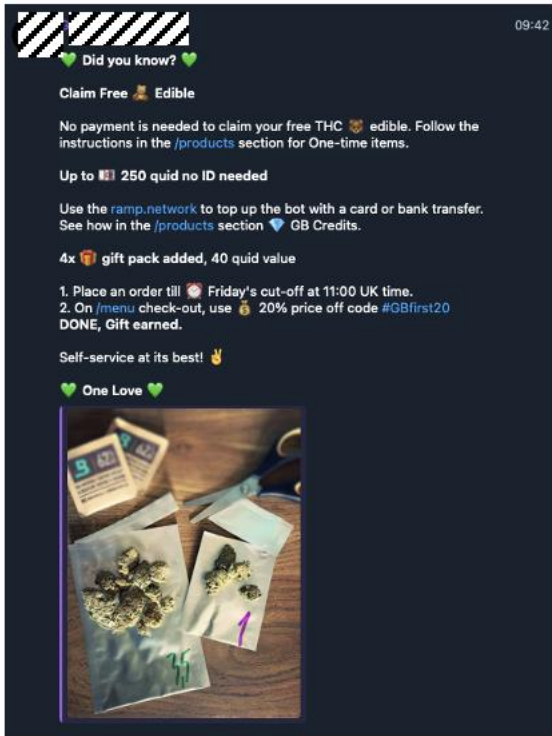 09:42
💚 Did you know? 💚
Claim Free 🧸 Edible
No payment is needed to claim your free THC 🐻 edible. Follow the
instructions in the /products section for One-time items.
Up to 💷 250 quid no ID needed
Use the ramp.network to top up the bot with a card or bank transfer.
See how in the /products section 💎 GB Credits.
4x 🎁 gift pack added, 40 quid value
1. Place an order till ⏰ Friday's cut-off at 11:00 UK time.
2. On /menu check-out, use 💰 20% price off code #GBfirst20
DONE, Gift earned.
Self-service at its best! ✌️
💚 One Love 💚
62%
1